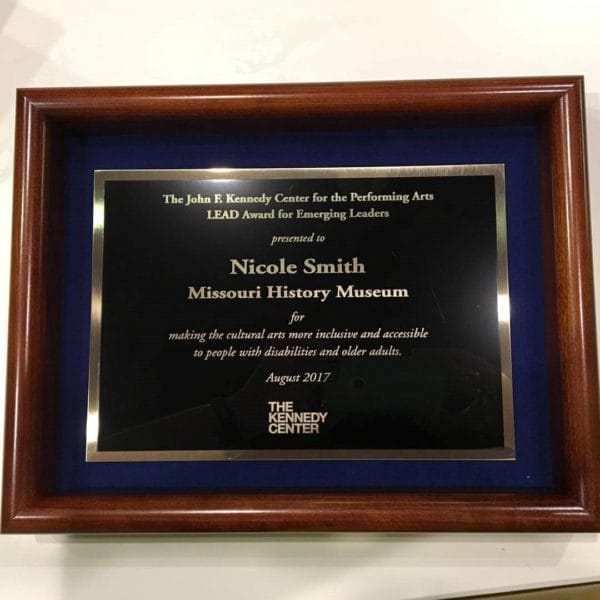 The John F. Kennedy Center for the Performing Arts
LEAD Award for Emerging Leaders
presented to
Nicole Smith
Missouri History Museum
for
making the cultural arts more inclusive and accessible
to people with disabilities and older adults.
August 2017
THE
KENNEDY
CENTER